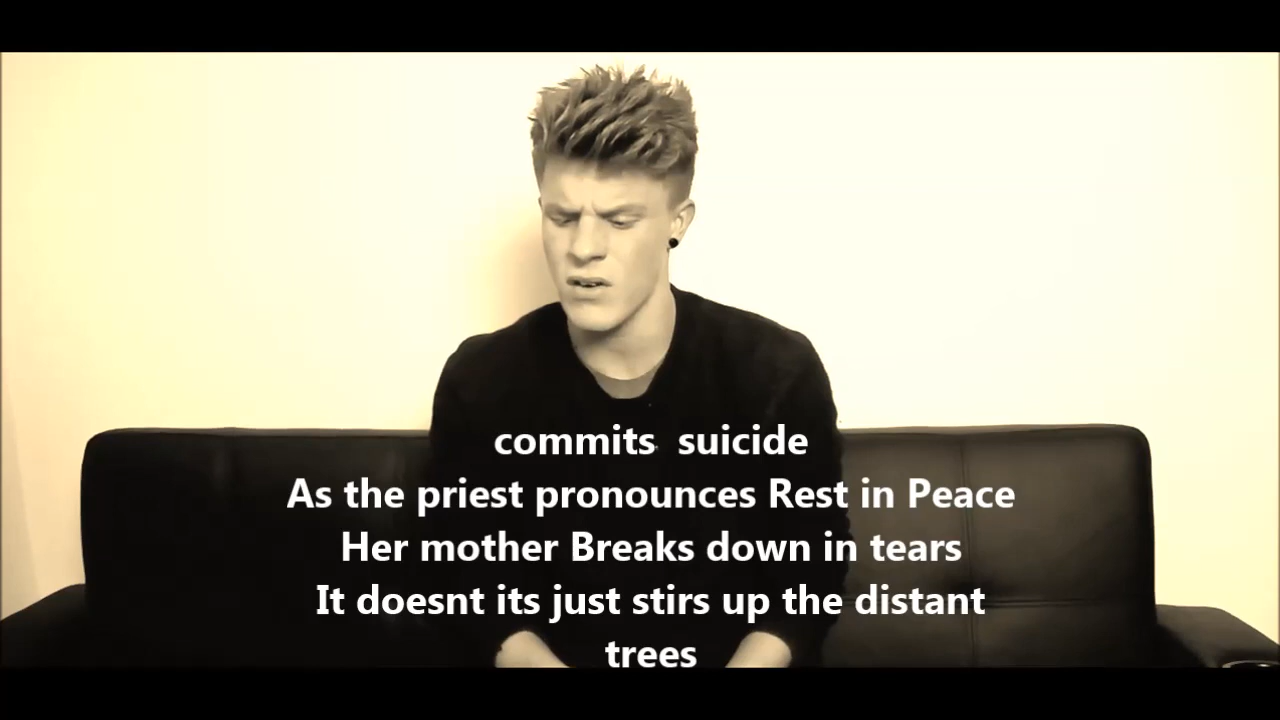 commits suicide
As the priest pronounces Rest in Peace
Her mother Breaks down in tears
It doesnt its just stirs up the distant
trees